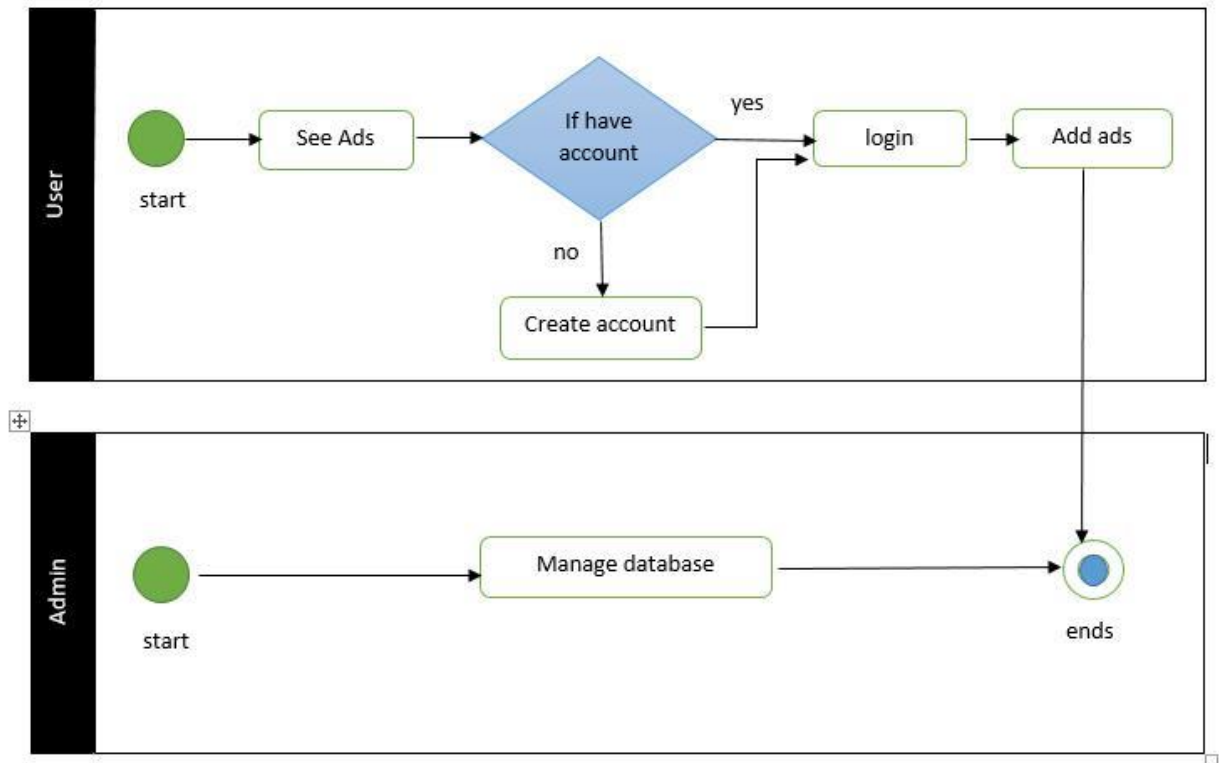 User
start
See Ads
If have
account
yes
login
Add ads
no
Create account
Admin
start
Manage database
ends